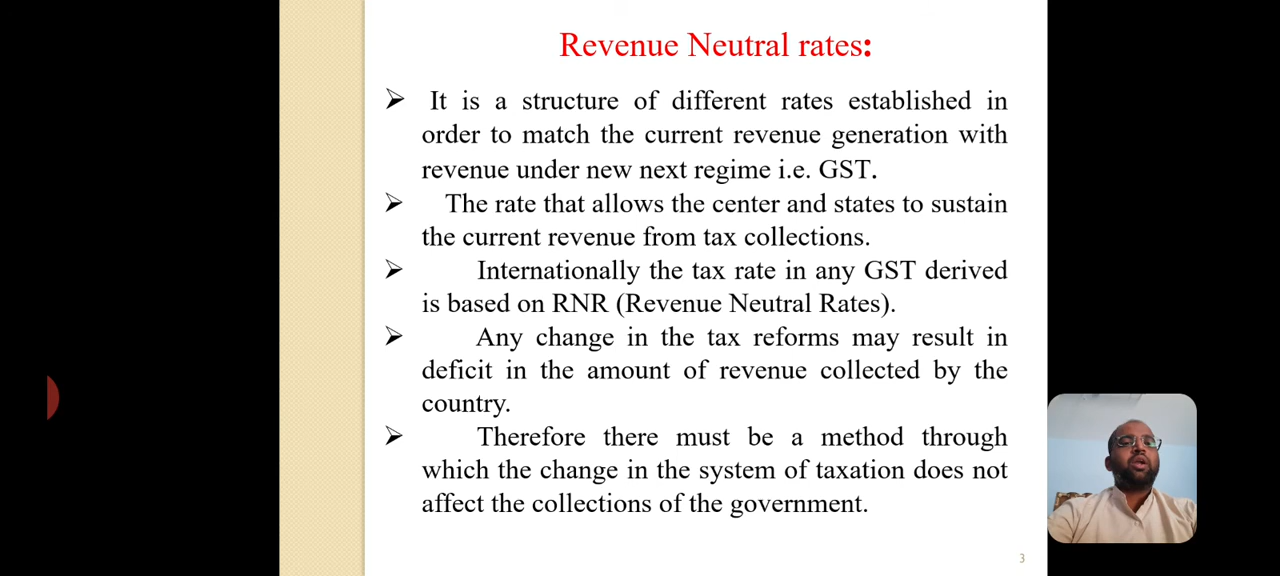 Revenue Neutral rates:
➢ It is a structure of different rates established in
order to match the current revenue generation with
revenue under new next regime i.e. GST.
➢ The rate that allows the center and states to sustain
the current revenue from tax collections.
➢ Internationally the tax rate in any GST derived
is based on RNR (Revenue Neutral Rates).
➢ Any change in the tax reforms may result in
deficit in the amount of revenue collected by the
country.
➢ Therefore there must be a method through
which the change in the system of taxation does not
affect the collections of the government.
3